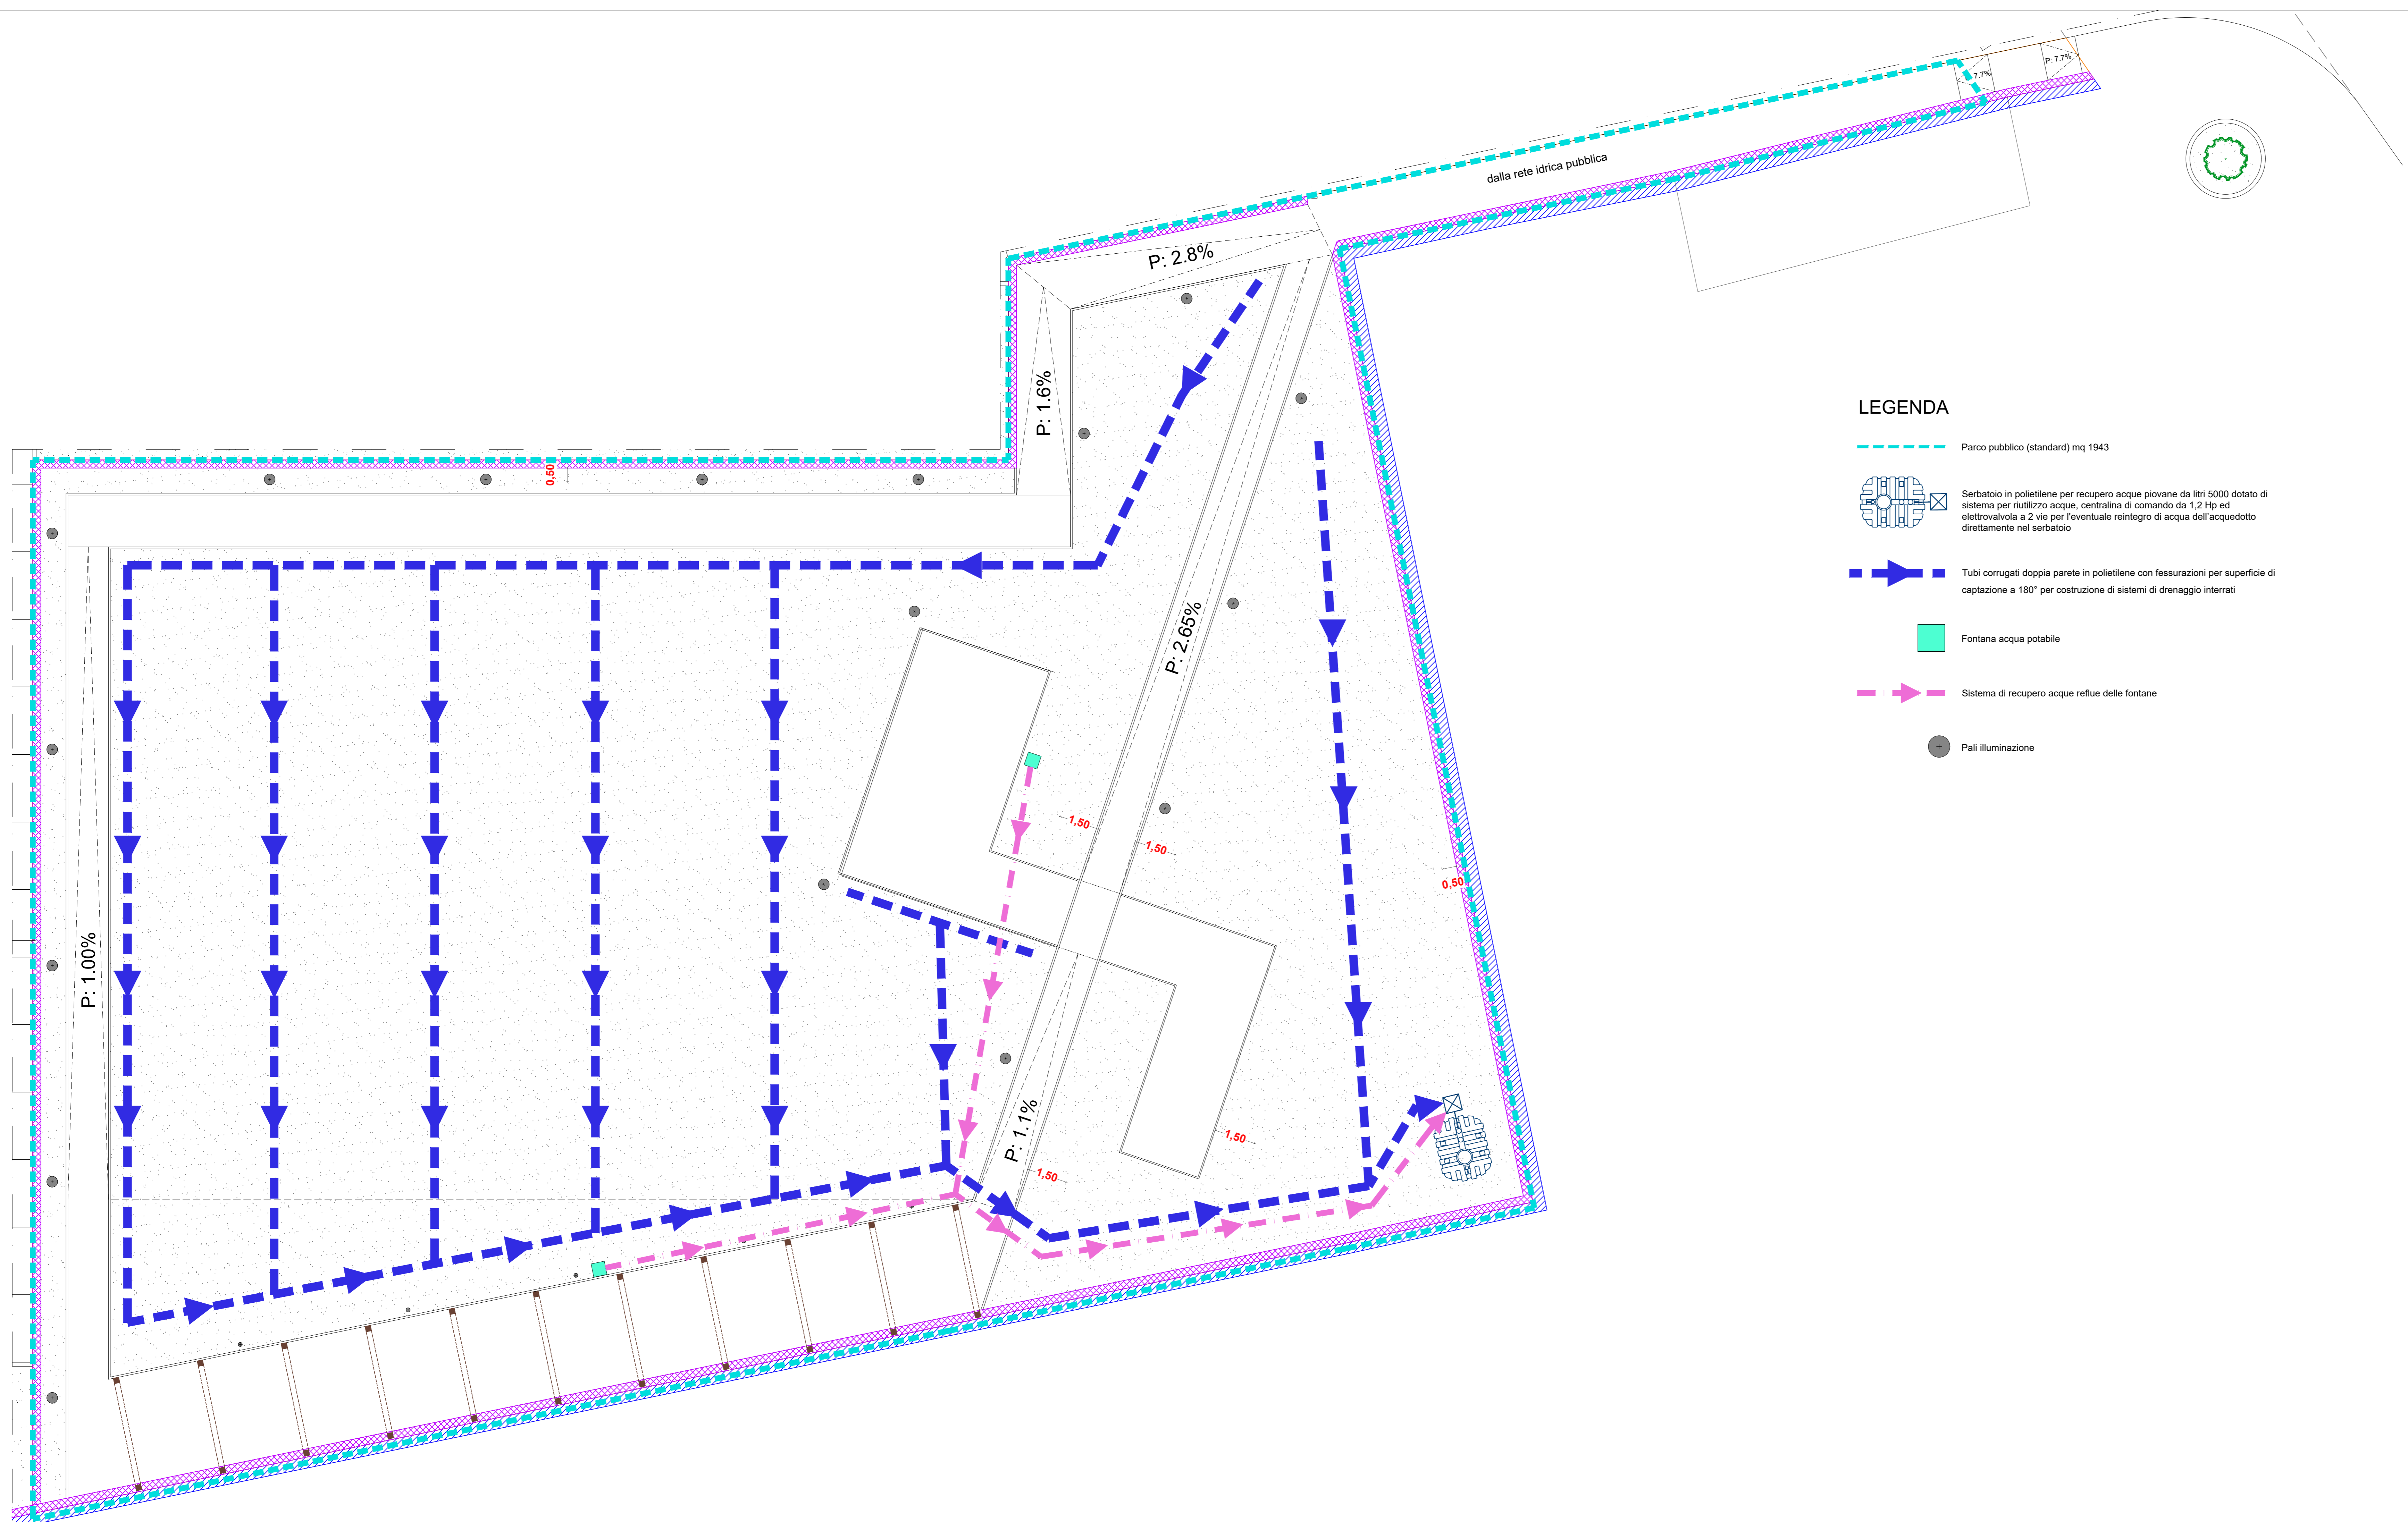 P: 7.7%
7.7%
dalla rete idrica pubblica
P: 2.8%
P: 1.6%
LEGENDA
Parco pubblico (standard) mq 1943
0,50
Serbatoio in polietilene per recupero acque piovane da litri 5000 dotato di
sistema per riutilizzo acque, centralina di comando da 1,2 Hp ed
elettrovalvola a 2 vie per l'eventuale reintegro di acqua dell'acquedotto
direttamente nel serbatoio
Tubi corrugati doppia parete in polietilene con fessurazioni per superficie di
captazione a 180° per costruzione di sistemi di drenaggio interrati
P: 2.65%
Fontana acqua potabile
Sistema di recupero acque reflue delle fontane
Pali illuminazione
1,50
1,50
0,50
P: 1.00%
P: 1.1%
1,50
1,50